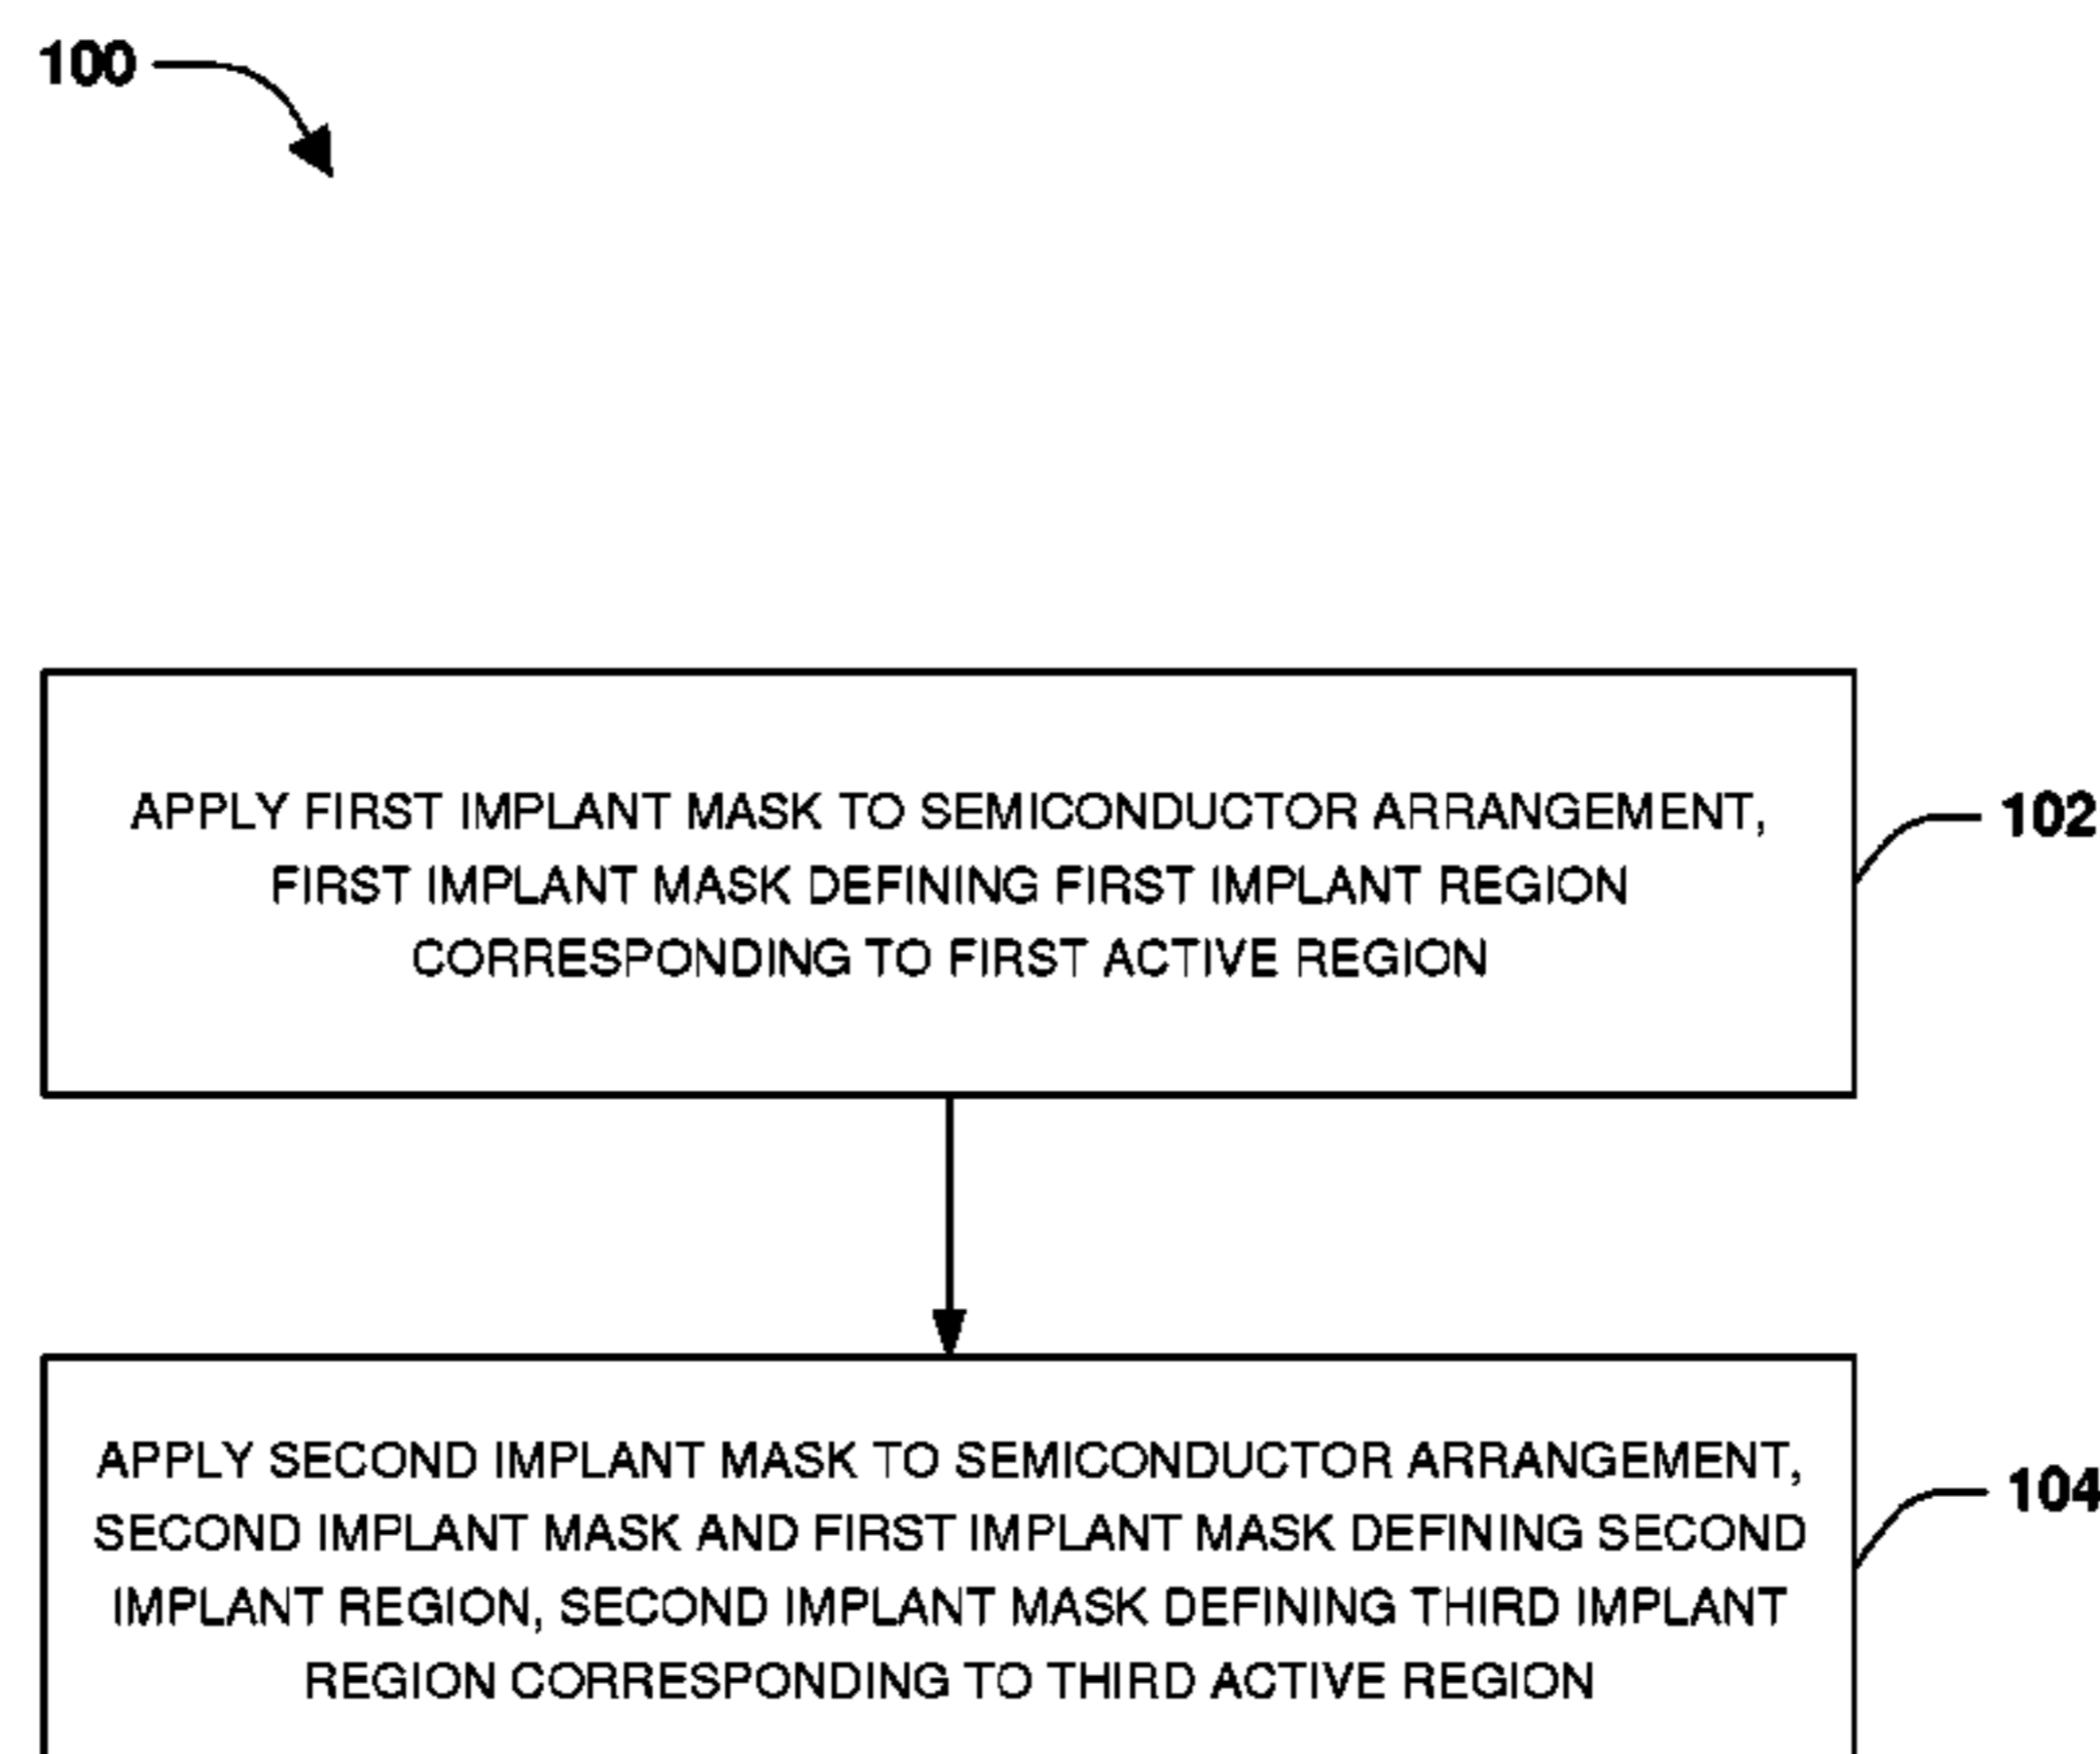 100
APPLY FIRST IMPLANT MASK TO SEMICONDUCTOR ARRANGEMENT,
FIRST IMPLANT MASK DEFINING FIRST IMPLANT REGION
CORRESPONDING TO FIRST ACTIVE REGION
102
APPLY SECOND IMPLANT MASK TO SEMICONDUCTOR ARRANGEMENT,
SECOND IMPLANT MASK AND FIRST IMPLANT MASK DEFINING SECOND
IMPLANT REGION, SECOND IMPLANT MASK DEFINING THIRD IMPLANT
REGION CORRESPONDING TO THIRD ACTIVE REGION
104